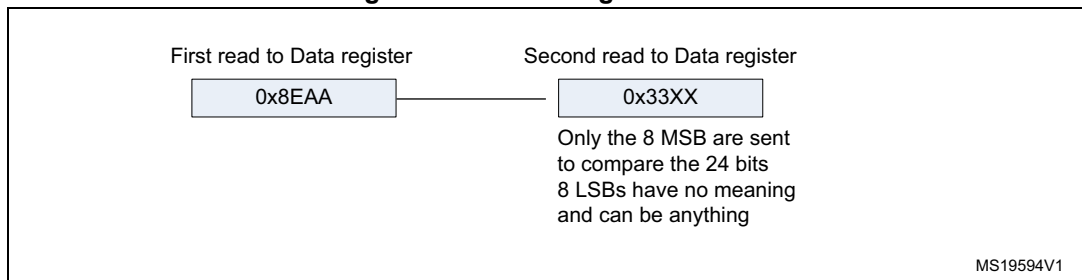 First read to Data register
Second read to Data register
0x8EAA
0x33XX
Only the 8 MSB are sent
to compare the 24 bits
8 LSBs have no meaning
and can be anything
MS19594V1